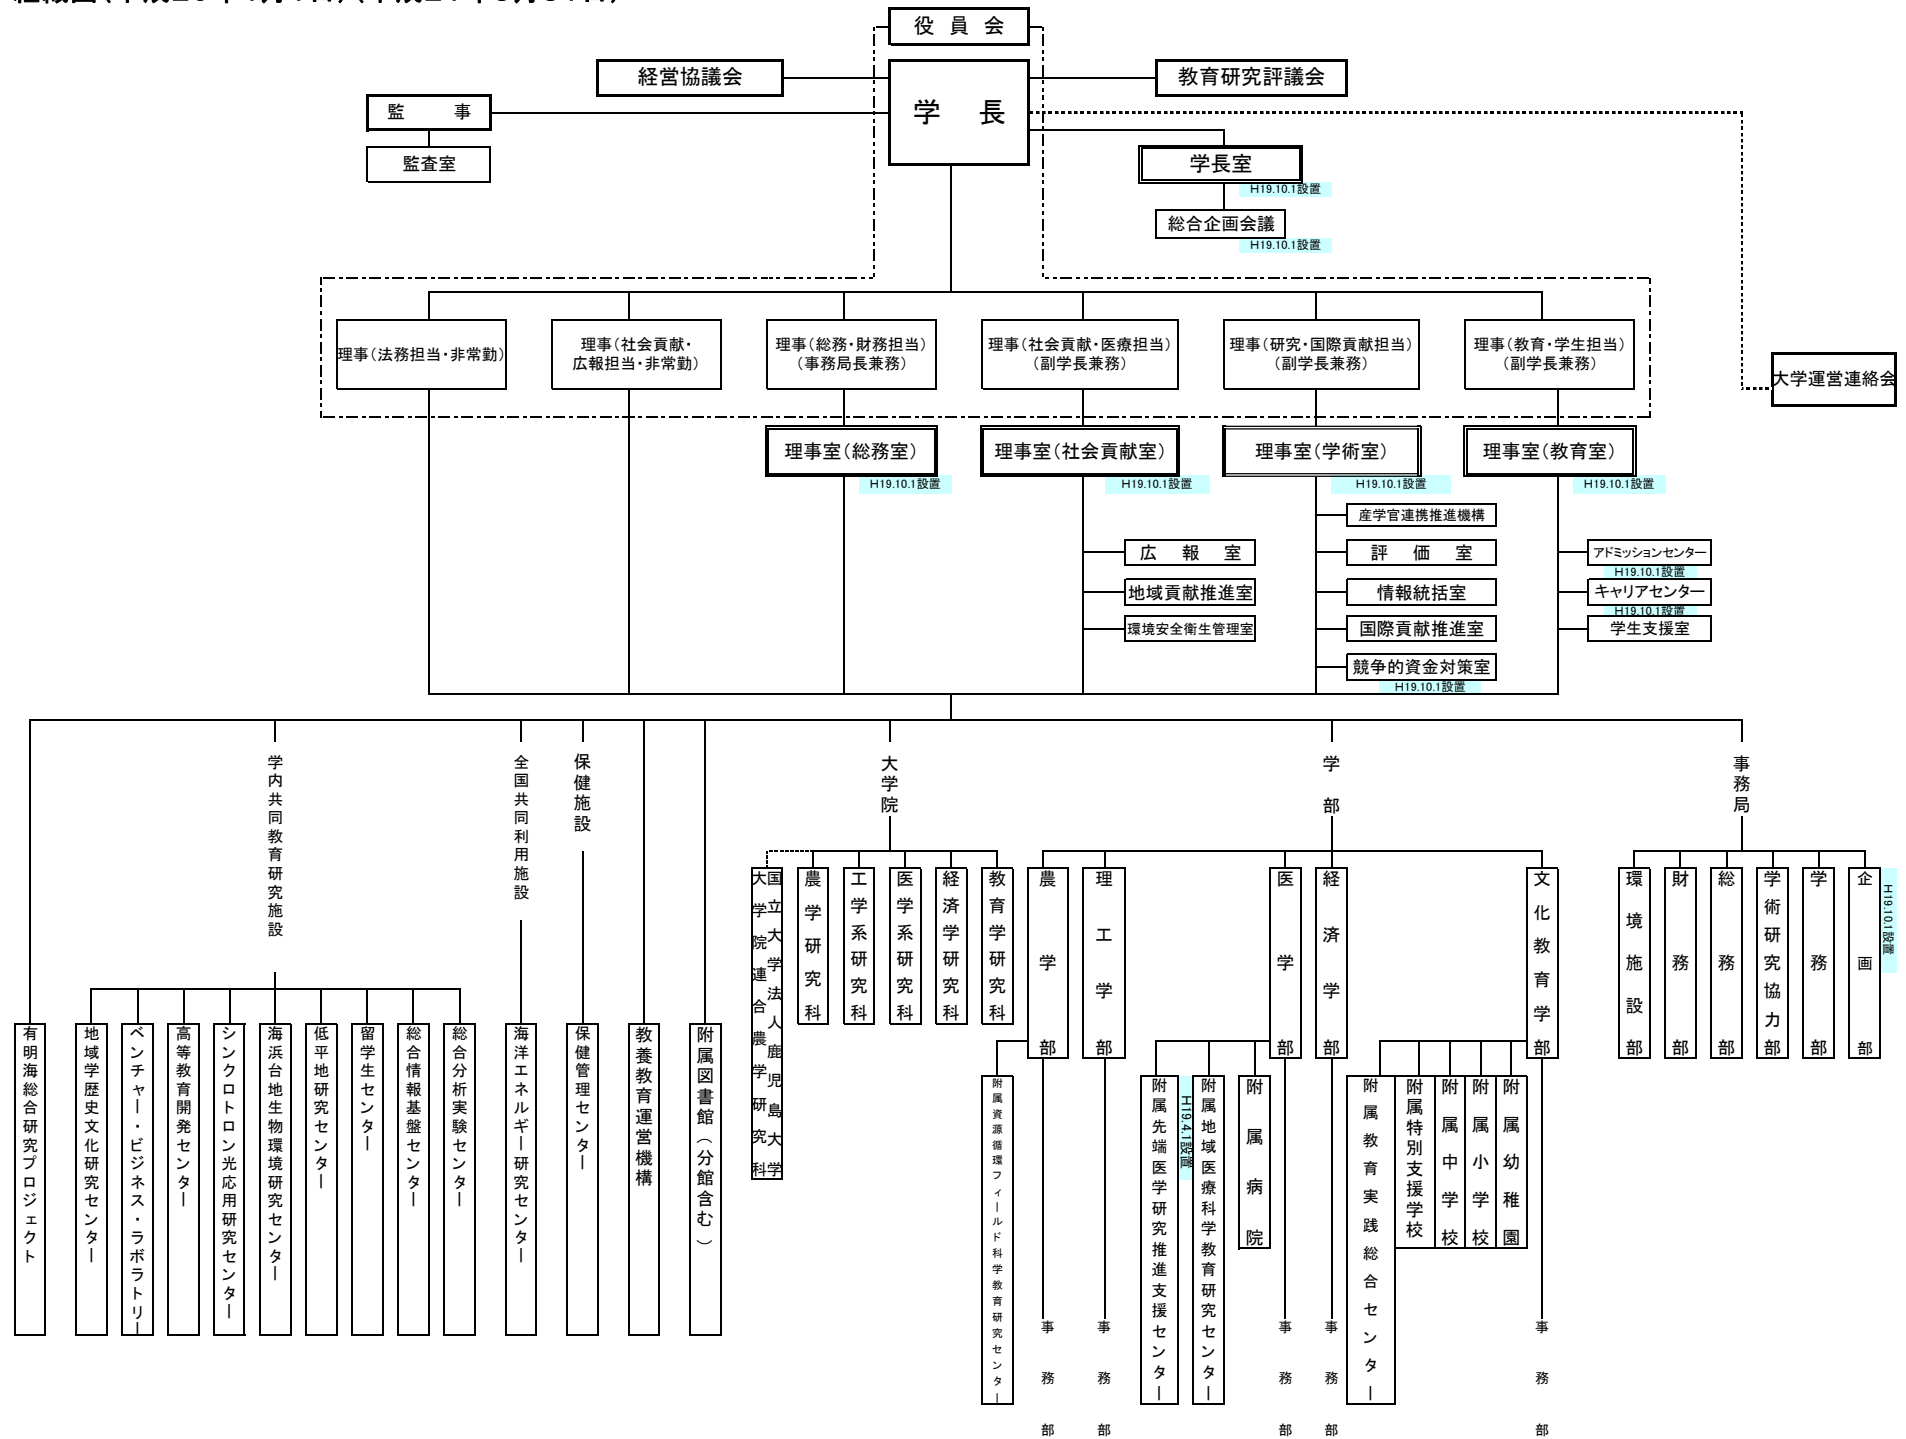 役員会
経営協議会
学長
教育研究評議会
監事
監査室
学長室
H19.10.1設置
総合企画会議
H19.10.1設置
理事(法務担当・非常勤)
理事(社会貢献・
広報担当・非常勤)
理事(総務・財務担当)
(事務局長兼務)
理事(社会貢献・医療担当)
(副学長兼務)
理事(研究・国際貢献担当)
(副学長兼務)
理事(教育・学生担当)
(副学長兼務)
大学運営連絡会
理事室(総務室)
H19.10.1設置
理事室(社会貢献室)
H19.10.1設置
理事室(学術室)
H19.10.1設置
理事室(教育室)
H19.10.1設置
広報室
地域貢献推進室
環境安全衛生管理室
産学官連携推進機構
評価室
情報統括室
国際貢献推進室
競争的資金対策室
H19.10.1設置
アドミッションセンター
H19.10.1設置
キャリアセンター
H19.10.1設置
学生支援室
学内共同教育研究施設
全国共同利用施設
保健施設
大学院
学部
事務局
有明海総合研究プロジェクト
地域学歴史文化研究センター
ベンチャー・ビジネス・ラボラトリー
高等教育開発センター
シンクロトロン光応用研究センター
海浜台地生物環境研究センター
低平地研究センター
留学生センター
総合情報基盤センター
総合分析実験センター
海洋エネルギー研究センター
保健管理センター
教養教育運営機構
附属図書館(分館含む)
国立大学法人鹿児島大学
大学院連合農学研究科
農学研究科
工学系研究科
医学系研究科
経済学研究科
教育学研究科
農学部
理工学部
医学部
経済学部
文化教育学部
環境施設部
財務部
総務部
学術研究協力部
学務部
企画部
H19.10.1設置
附属資源循環フィールド科学教育研究センター
事務部
事務部
附属先端医学研究推進支援センター
H19.4.1設置
附属地域医療科学教育研究センター
附属病院
事務部
事務部
附属教育実践総合センター
附属特別支援学校
附属中学校
附属小学校
附属幼稚園
事務部